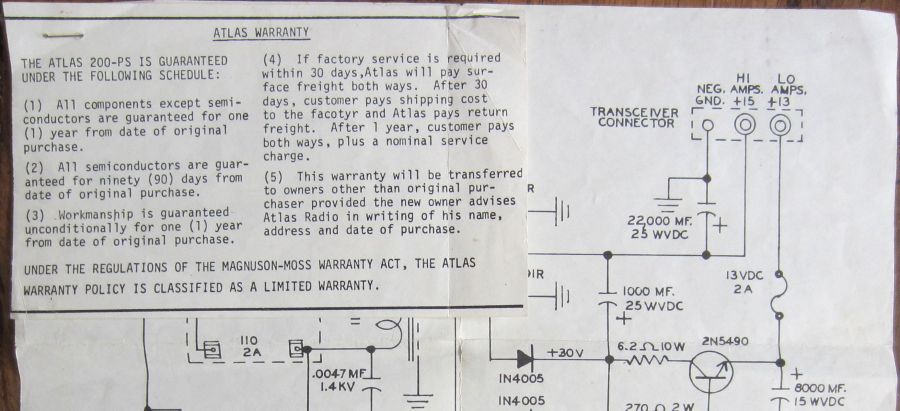 ATLAS WARRANTY
THE ATLAS 200-PS IS GUARANTEED
UNDER THE FOLLOWING SCHEDULE:
(1) All components except semi-
conductors are guaranteed for one
(1) year from date of original
purchase.
(2) All semiconductors are guar-
anteed for ninety (90) days from
date of original purchase.
(3) Workmanship is guaranteed
unconditionally for one (1) year
from date of original purchase.
(4) If factory service is required
within 30 days,Atlas will pay sur-
face freight both ways. After 30
days, customer pays shipping cost
to the facotyr and Atlas pays return
freight. After 1 year, customer pays
both ways, plus a nominal service
charge.
(5) This warranty will be transferred
to owners other than original pur-
chaser provided the new owner advises
Atlas Radio in writing of his name,
address and date of purchase.
UNDER THE REGULATIONS OF THE MAGNUSON-MOSS WARRANTY ACT, THE ATLAS
WARRANTY POLICY IS CLASSIFIED AS A LIMITED WARRANTY.
HI LO
NEG. AMPS. AMPS.
GND. +15 +13
TRANSCEIVER
CONNECTOR
R
22,000 MF.
25 WVDC
+
DIR
1000 MF.
25 WVDC
+
13 VDC
2A
110
2A
.0047 MF
1.4 KV
+30V
1N4005
1N4005
6.2Ω 10W
2N5490
270 Ω 2W
+
8000 MF.
15 WVDC